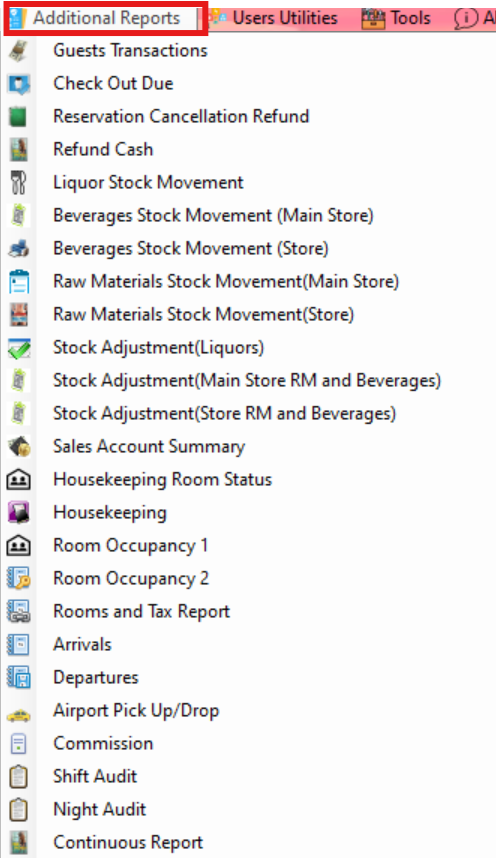 Additional Reports Users Utilities Tools
Guests Transactions
Check Out Due
Reservation Cancellation Refund
Refund Cash
Liquor Stock Movement
Beverages Stock Movement (Main Store)
Beverages Stock Movement (Store)
Raw Materials Stock Movement(Main Store)
Raw Materials Stock Movement(Store)
Stock Adjustment(Liquors)
Stock Adjustment(Main Store RM and Beverages)
Stock Adjustment(Store RM and Beverages)
Sales Account Summary
Housekeeping Room Status
Housekeeping
Room Occupancy 1
Room Occupancy 2
Rooms and Tax Report
Arrivals
Departures
Airport Pick Up/Drop
Commission
Shift Audit
Night Audit
Continuous Report